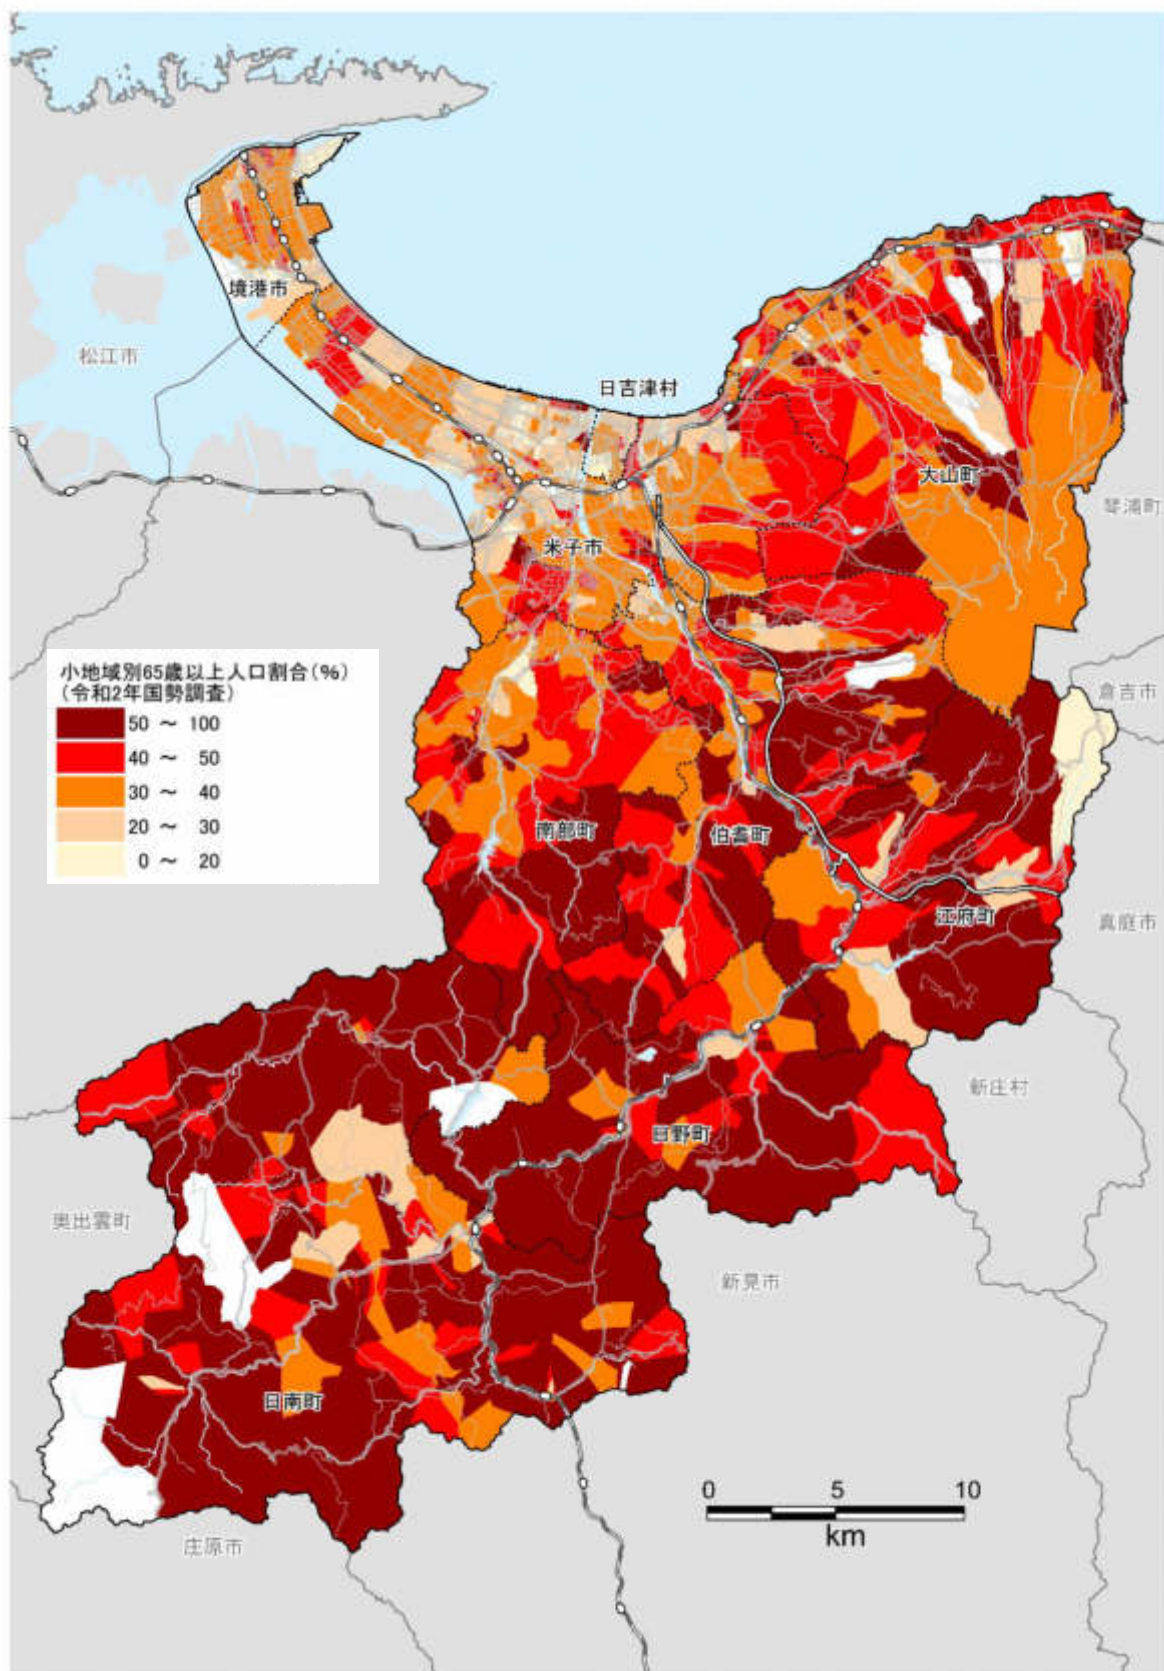 境港市
松江市
日吉津村
大山町
琴浦町
米子市
小地域別65歳以上人口割合(%)
(令和2年国勢調査)
50 ～ 100
40 ～ 50
30 ～ 40
20 ～ 30
0 ～ 20
倉吉市
南部町
伯耆町
江府町
真庭市
新庄村
日野町
奥出雲町
新見市
日南町
0 5 10
km
庄原市